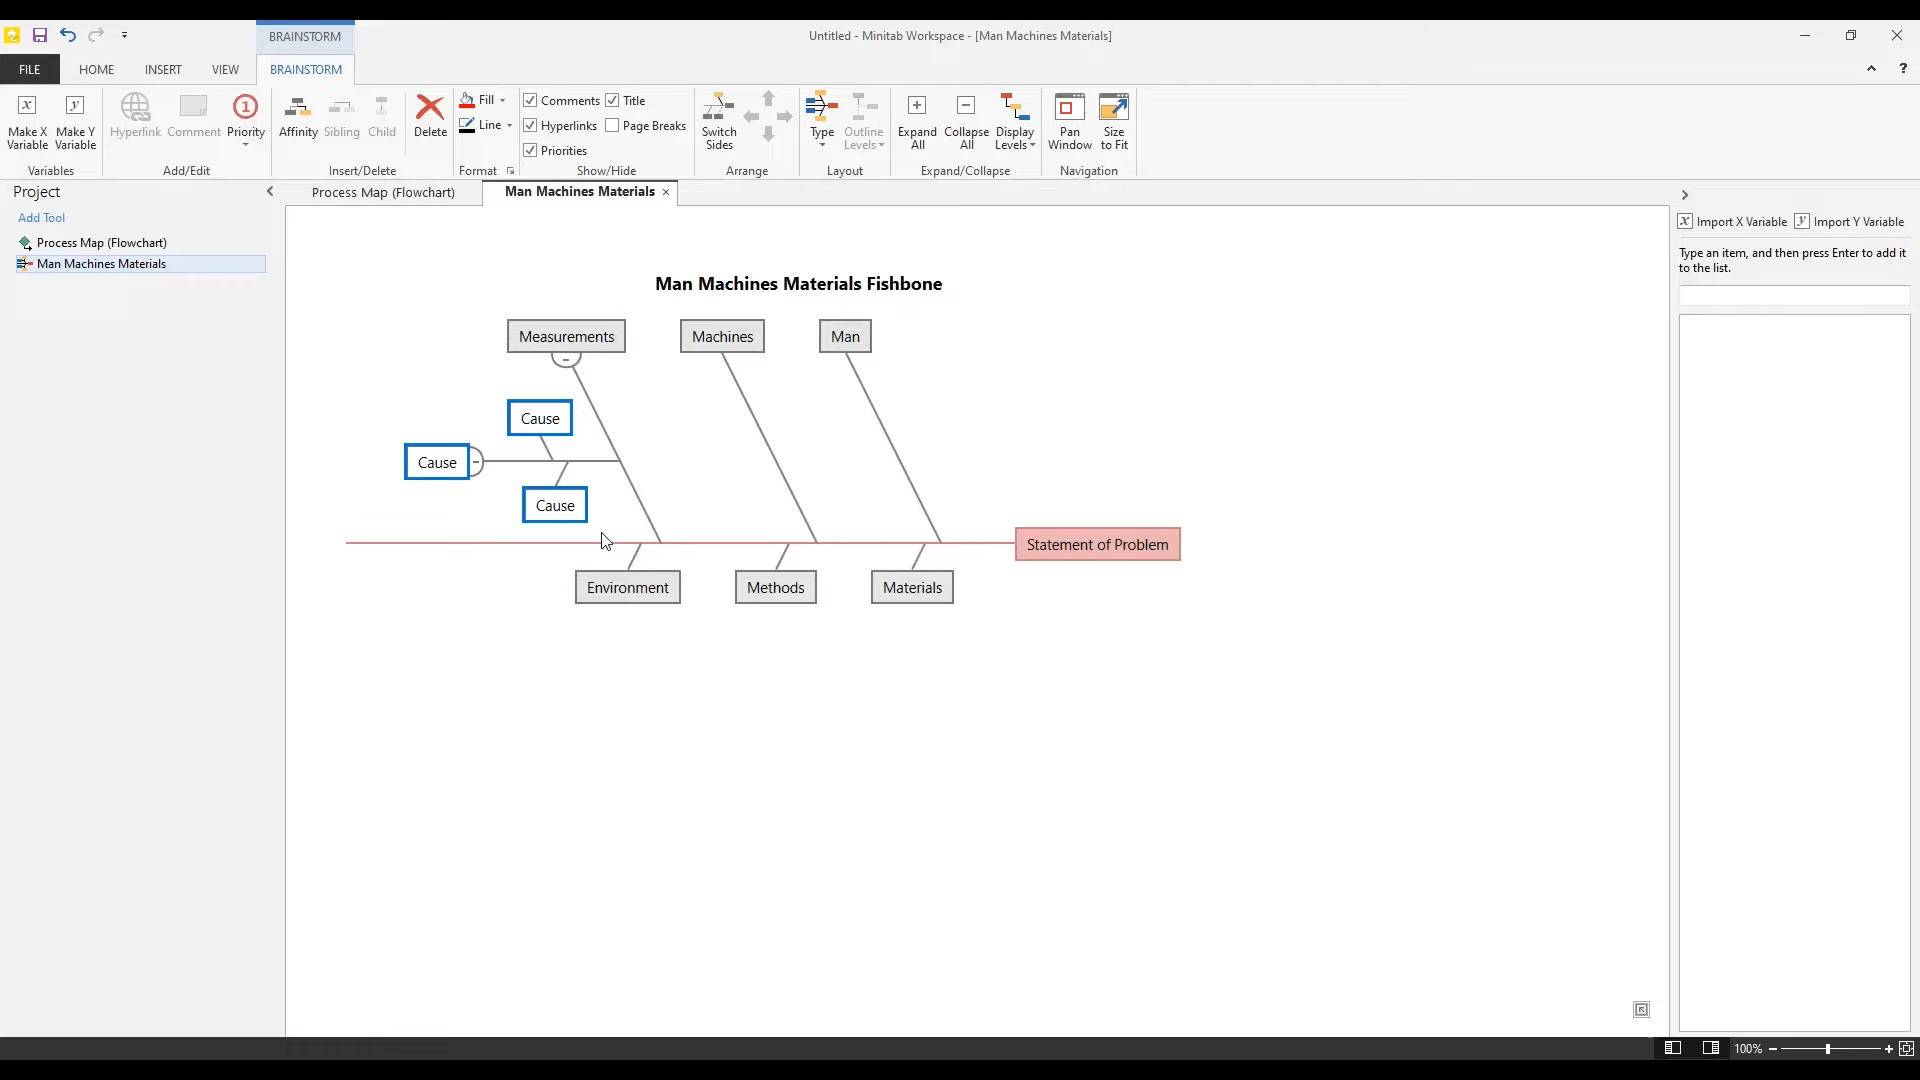 BRAINSTORM
Untitled - Minitab Workspace - [Man Machines Materials]
FILE HOME INSERT VIEW BRAINSTORM ?
x Make X Variable
y Make Y Variable
Variables
Hyperlink Comment 1 Priority
Add/Edit
Affinity Sibling Child Delete
Insert/Delete
Fill
Line
Format
Comments Title
Hyperlinks Page Breaks
Priorities
Show/Hide
Switch Sides
Arrange
Type Outline Levels
Layout
Expand All Collapse All Display Levels
Expand/Collapse
Pan Window Size to Fit
Navigation
Project
Add Tool
Process Map (Flowchart)
Man Machines Materials
Process Map (Flowchart) Man Machines Materials
Man Machines Materials Fishbone
Measurements Machines Man
Cause
Cause
Cause
Statement of Problem
Environment Methods Materials
x Import X Variable y Import Y Variable
Type an item, and then press Enter to add it
to the list.
100%